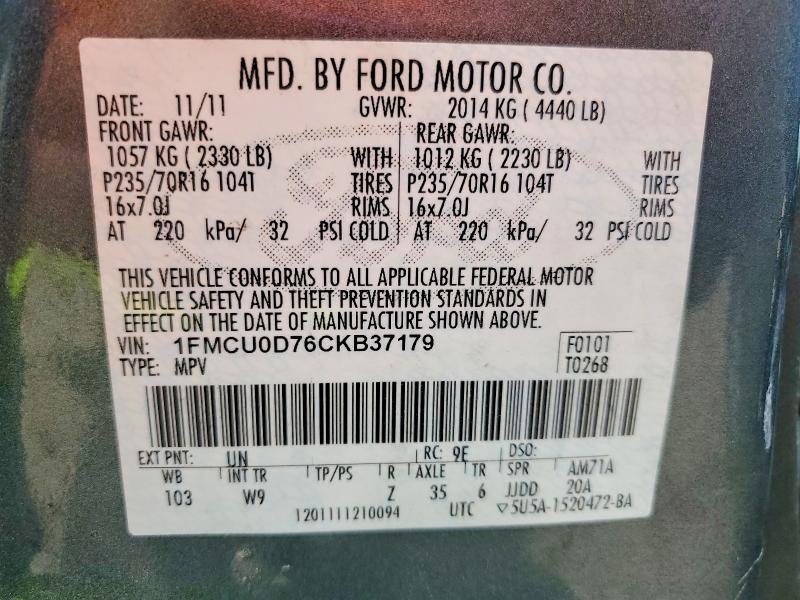 MFD. BY FORD MOTOR CO.
DATE: 11/11 GVWR: 2014 KG ( 4440 LB)
FRONT GAWR: REAR GAWR:
1057 KG ( 2330 LB) WITH 1012 KG ( 2230 LB) WITH
P235/70R16 104T TIRES P235/70R16 104T TIRES
16x7.0J RIMS 16x7.0J RIMS
AT 220 kPa/ 32 PSI COLD AT 220 kPa/ 32 PSI COLD
THIS VEHICLE CONFORMS TO ALL APPLICABLE FEDERAL MOTOR
VEHICLE SAFETY AND THEFT PREVENTION STANDARDS IN
EFFECT ON THE DATE OF MANUFACTURE SHOWN ABOVE.
VIN: 1FMCU0D76CKB37179 F0101
TYPE: MPV T0268
EXT PNT: UN RC: 9E DSO:
WB INT TR TP/PS R AXLE TR SPR AM71A
103 W9 Z 35 6 JJDD 20A
1201111210094 UTC ▽5U5A-1520472-BA